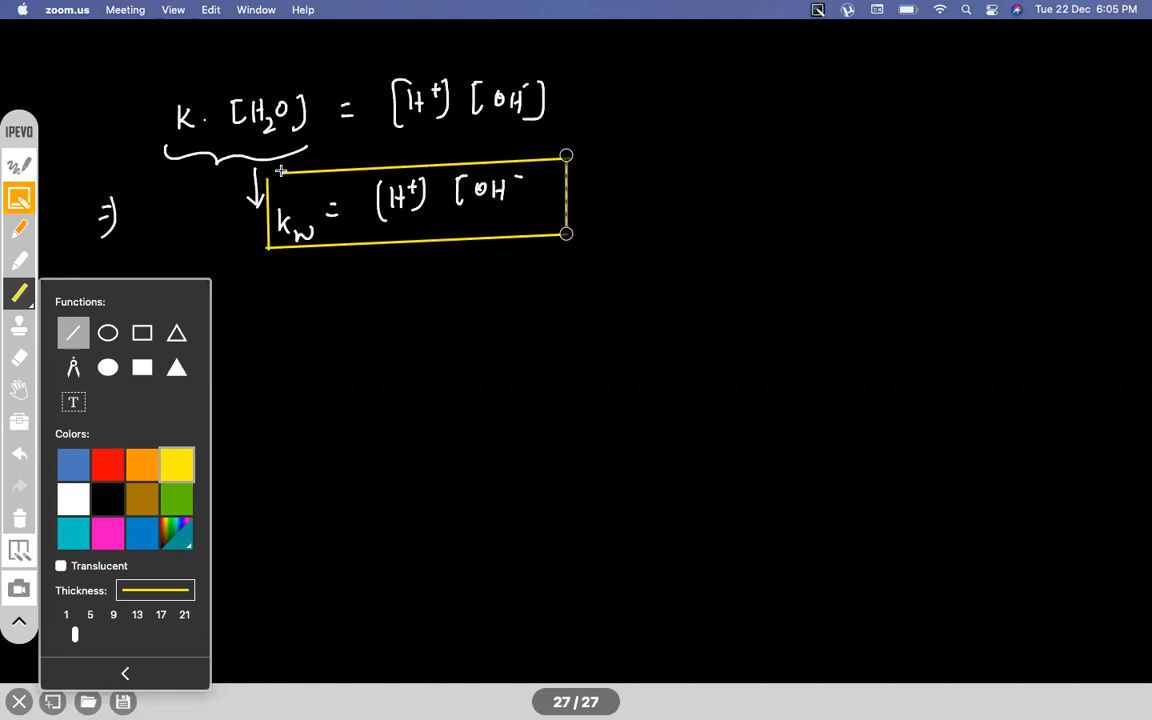 zoom.us Meeting View Edit Window Help Tue 22 Dec 6:05 PM
K. [H₂O] = [H⁺] [OH⁻]
IPEVO
⇒ Kw = [H⁺] [OH⁻
Functions:
T
Colors:
Translucent
Thickness:
1 5 9 13 17 21
27 / 27